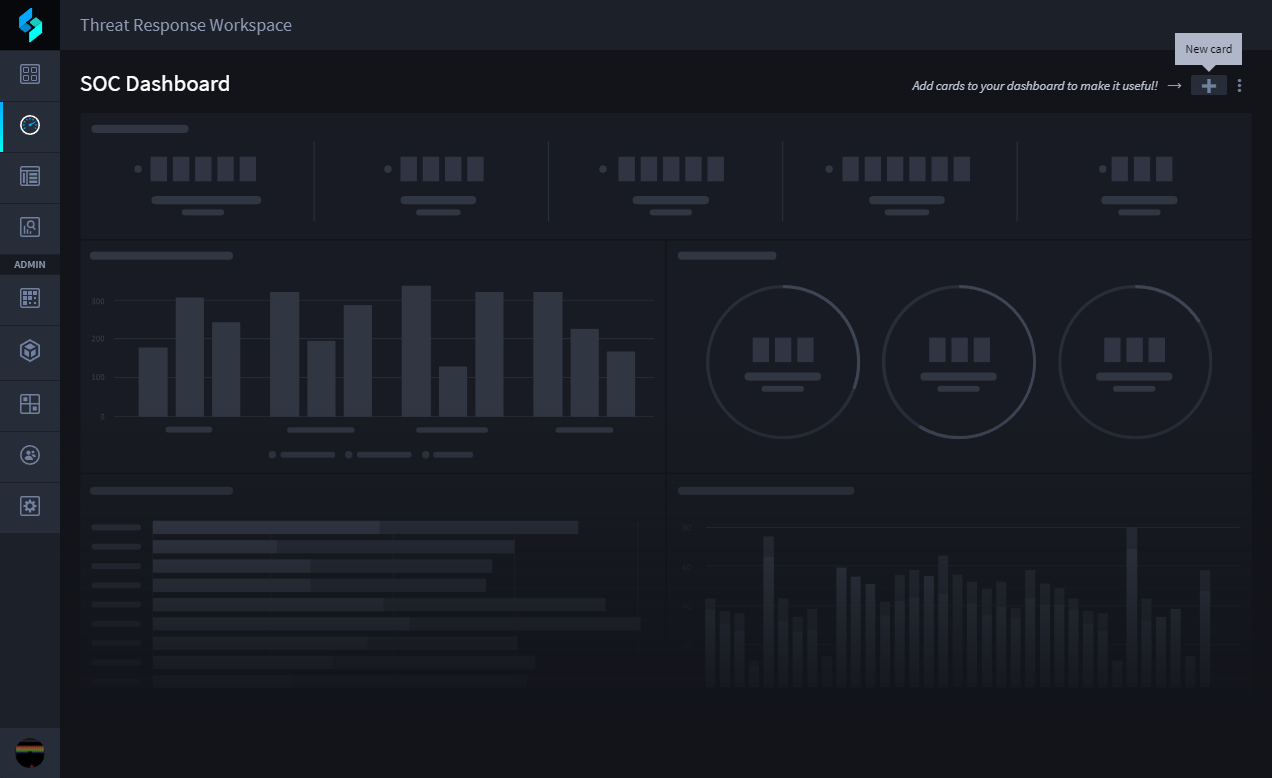 Threat Response Workspace
New card
SOC Dashboard
Add cards to your dashboard to make it useful! →
ADMIN
300
200
100
0